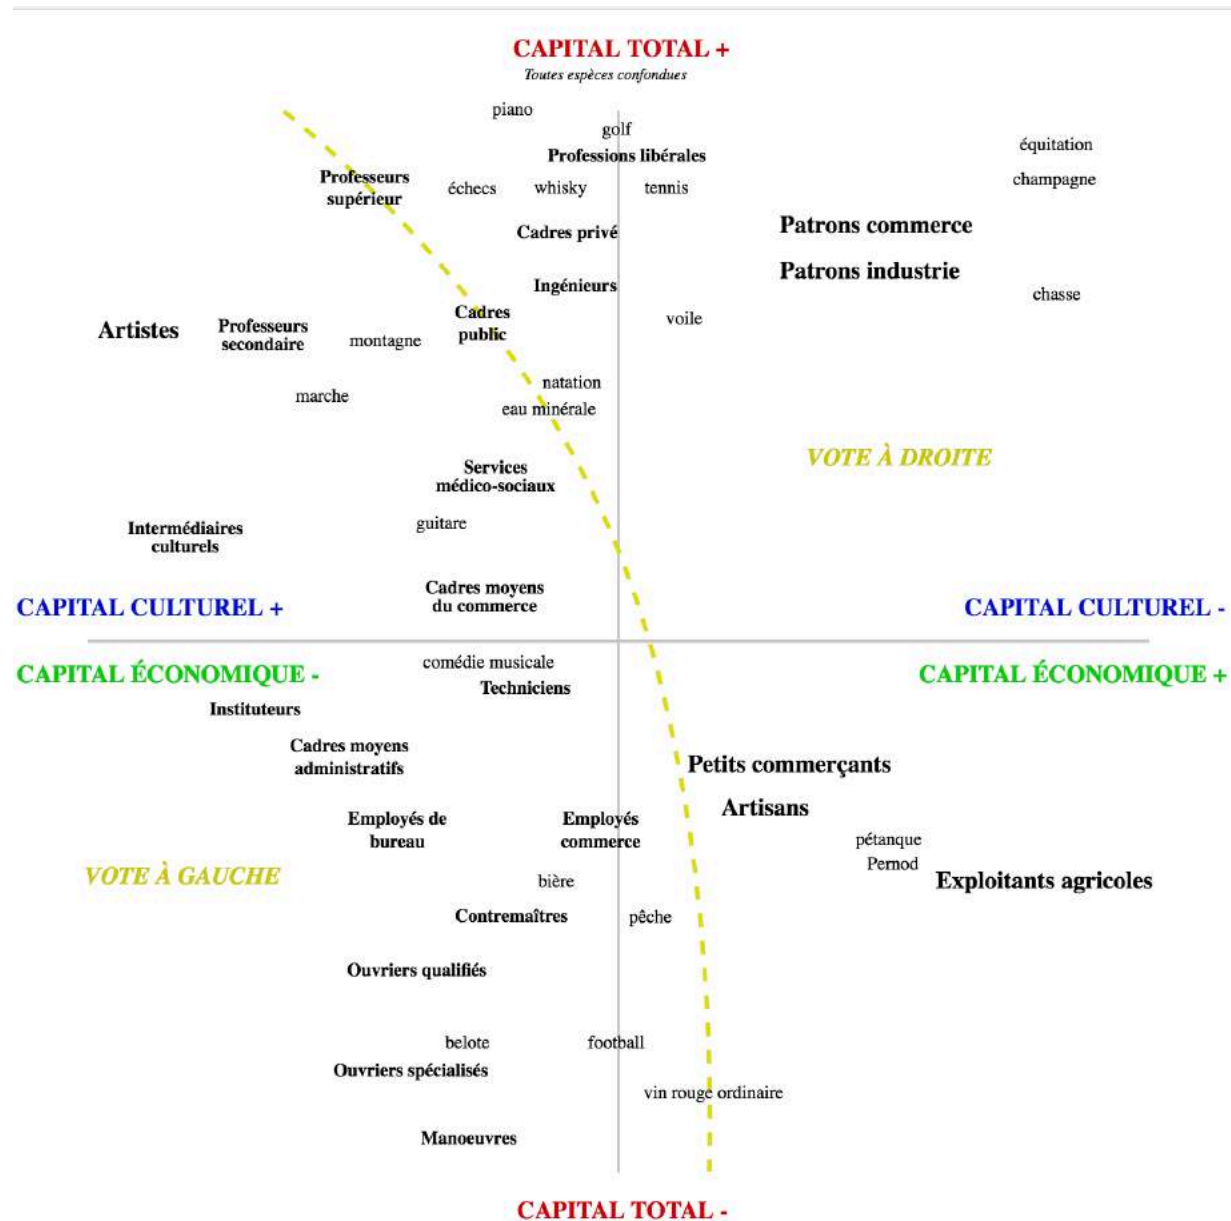 CAPITAL TOTAL +
Toutes espèces confondues
piano
golf
équitation
Professions libérales
Professeurs
supérieur
échecs
whisky
tennis
champagne
Cadres privé
Patrons commerce
Patrons industrie
Ingénieurs
chasse
Cadres
public
voile
Artistes
Professeurs
secondaire
montagne
natation
marche
eau minérale
VOTE À DROITE
Services
médico-sociaux
guitare
Intermédiaires
culturels
Cadres moyens
du commerce
CAPITAL CULTUREL +
CAPITAL CULTUREL -
comédie musicale
CAPITAL ÉCONOMIQUE -
CAPITAL ÉCONOMIQUE +
Techniciens
Instituteurs
Cadres moyens
administratifs
Petits commerçants
Artisans
Employés de
bureau
Employés
commerce
pétanque
Pernod
VOTE À GAUCHE
bière
Exploitants agricoles
Contremaîtres
pêche
Ouvriers qualifiés
belote
football
Ouvriers spécialisés
vin rouge ordinaire
Manoeuvres
CAPITAL TOTAL -